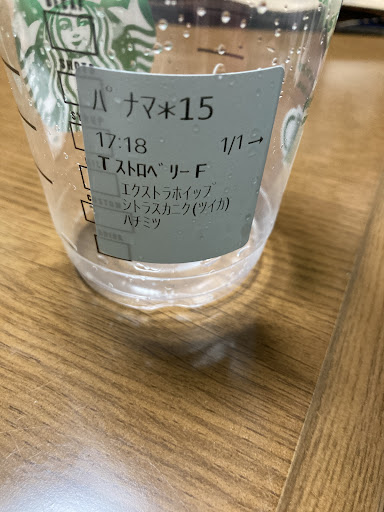 パナマ*15
17:18 1/1→
TストロベリーF
エクストラホイップ
シトラスカニク(ツイカ)
ハチミツ